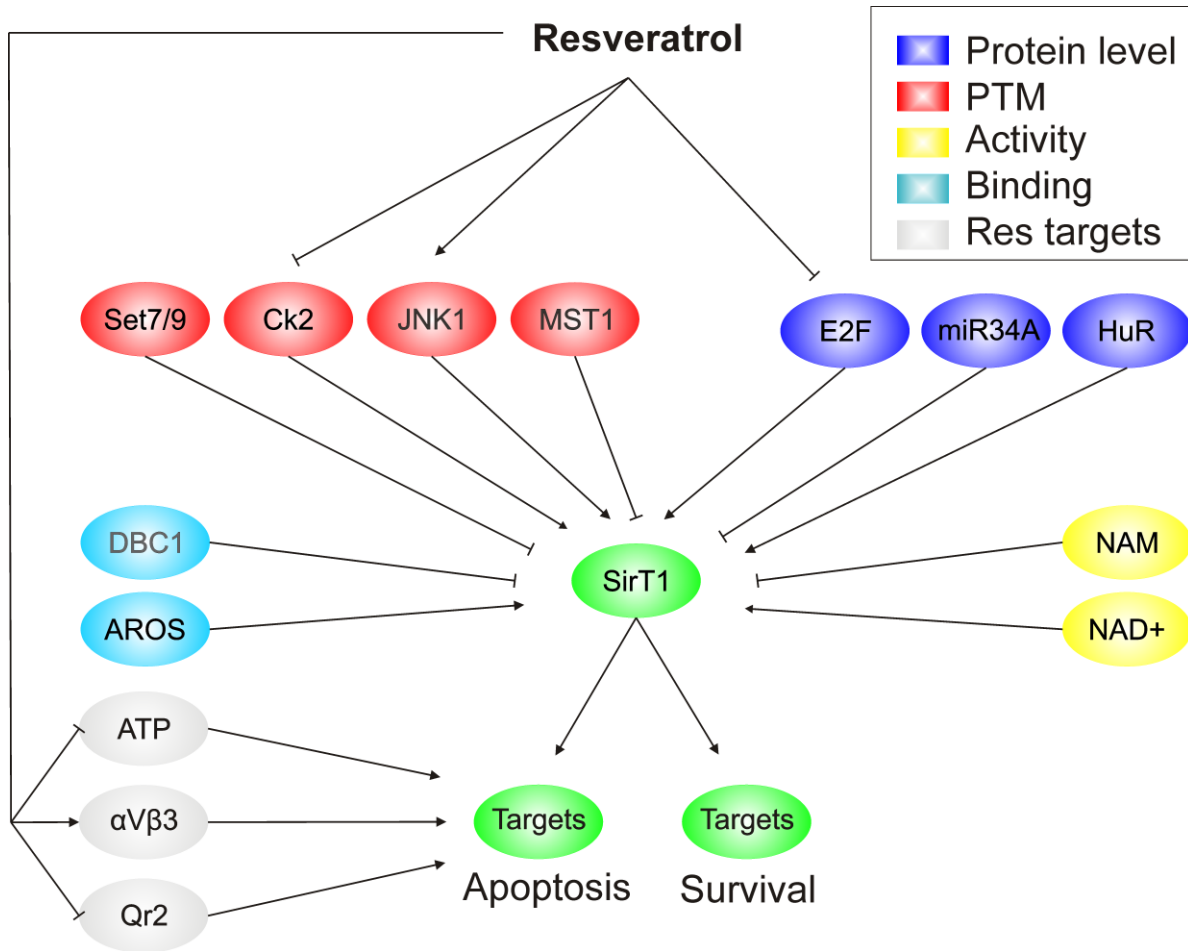 Resveratrol
Protein level
PTM
Activity
Binding
Res targets
Set7/9
Ck2
JNK1
MST1
E2F
miR34A
HuR
DBC1
SirT1
NAM
AROS
NAD+
ATP
αVβ3
Targets
Targets
Apoptosis
Survival
Qr2